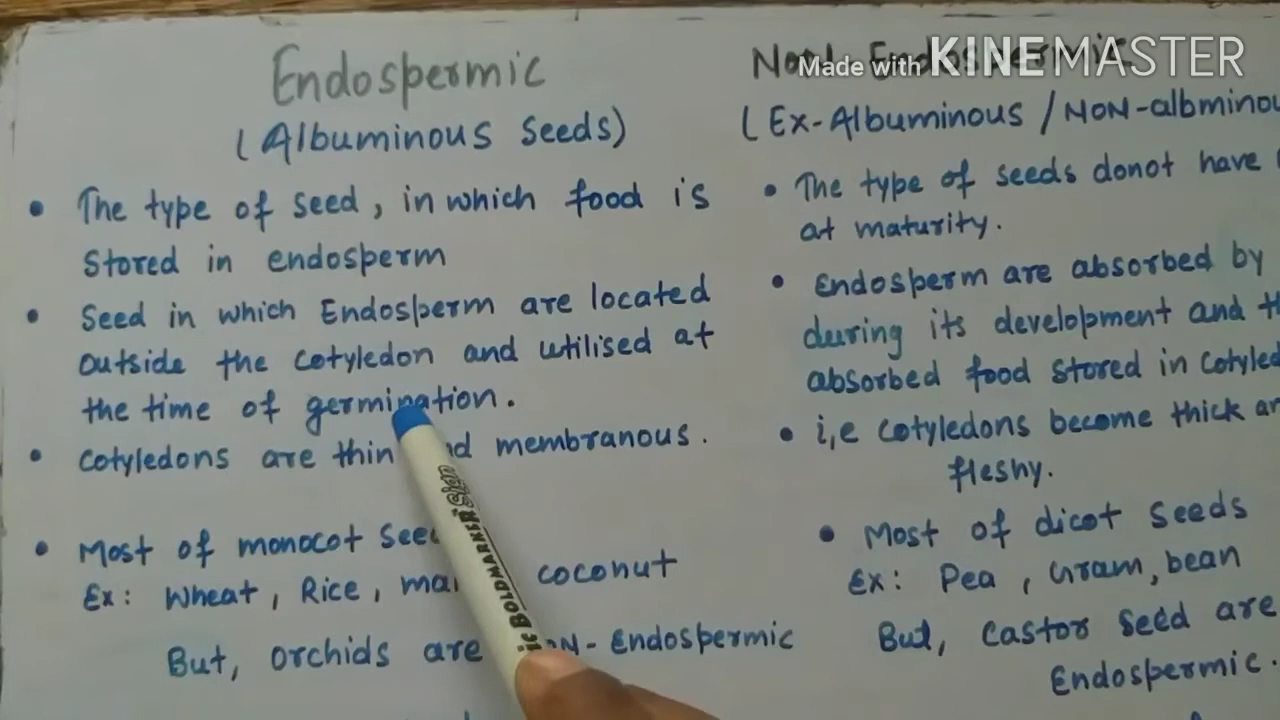 Endospermic
(Albuminous Seeds)
• The type of seed, in which food is
stored in endosperm
• Seed in which Endosperm are located
outside the cotyledon and utilised at
the time of germination.
• Cotyledons are thin membranous.
• Most of monocot
Ex: Wheat, Rice, coconut
But, orchids are - Endospermic
Made with KINEMASTER
(Ex-Albuminous / NON-albminou
• The type of seeds donot have
at maturity.
• Endosperm are absorbed by
during its development and
absorbed food stored in
• i,e cotyledons become thick
fleshy.
• Most of dicot seeds
Ex: Pea, Gram, bean
But, castor seed are
Endospermic.
BOLDMARKER Sign